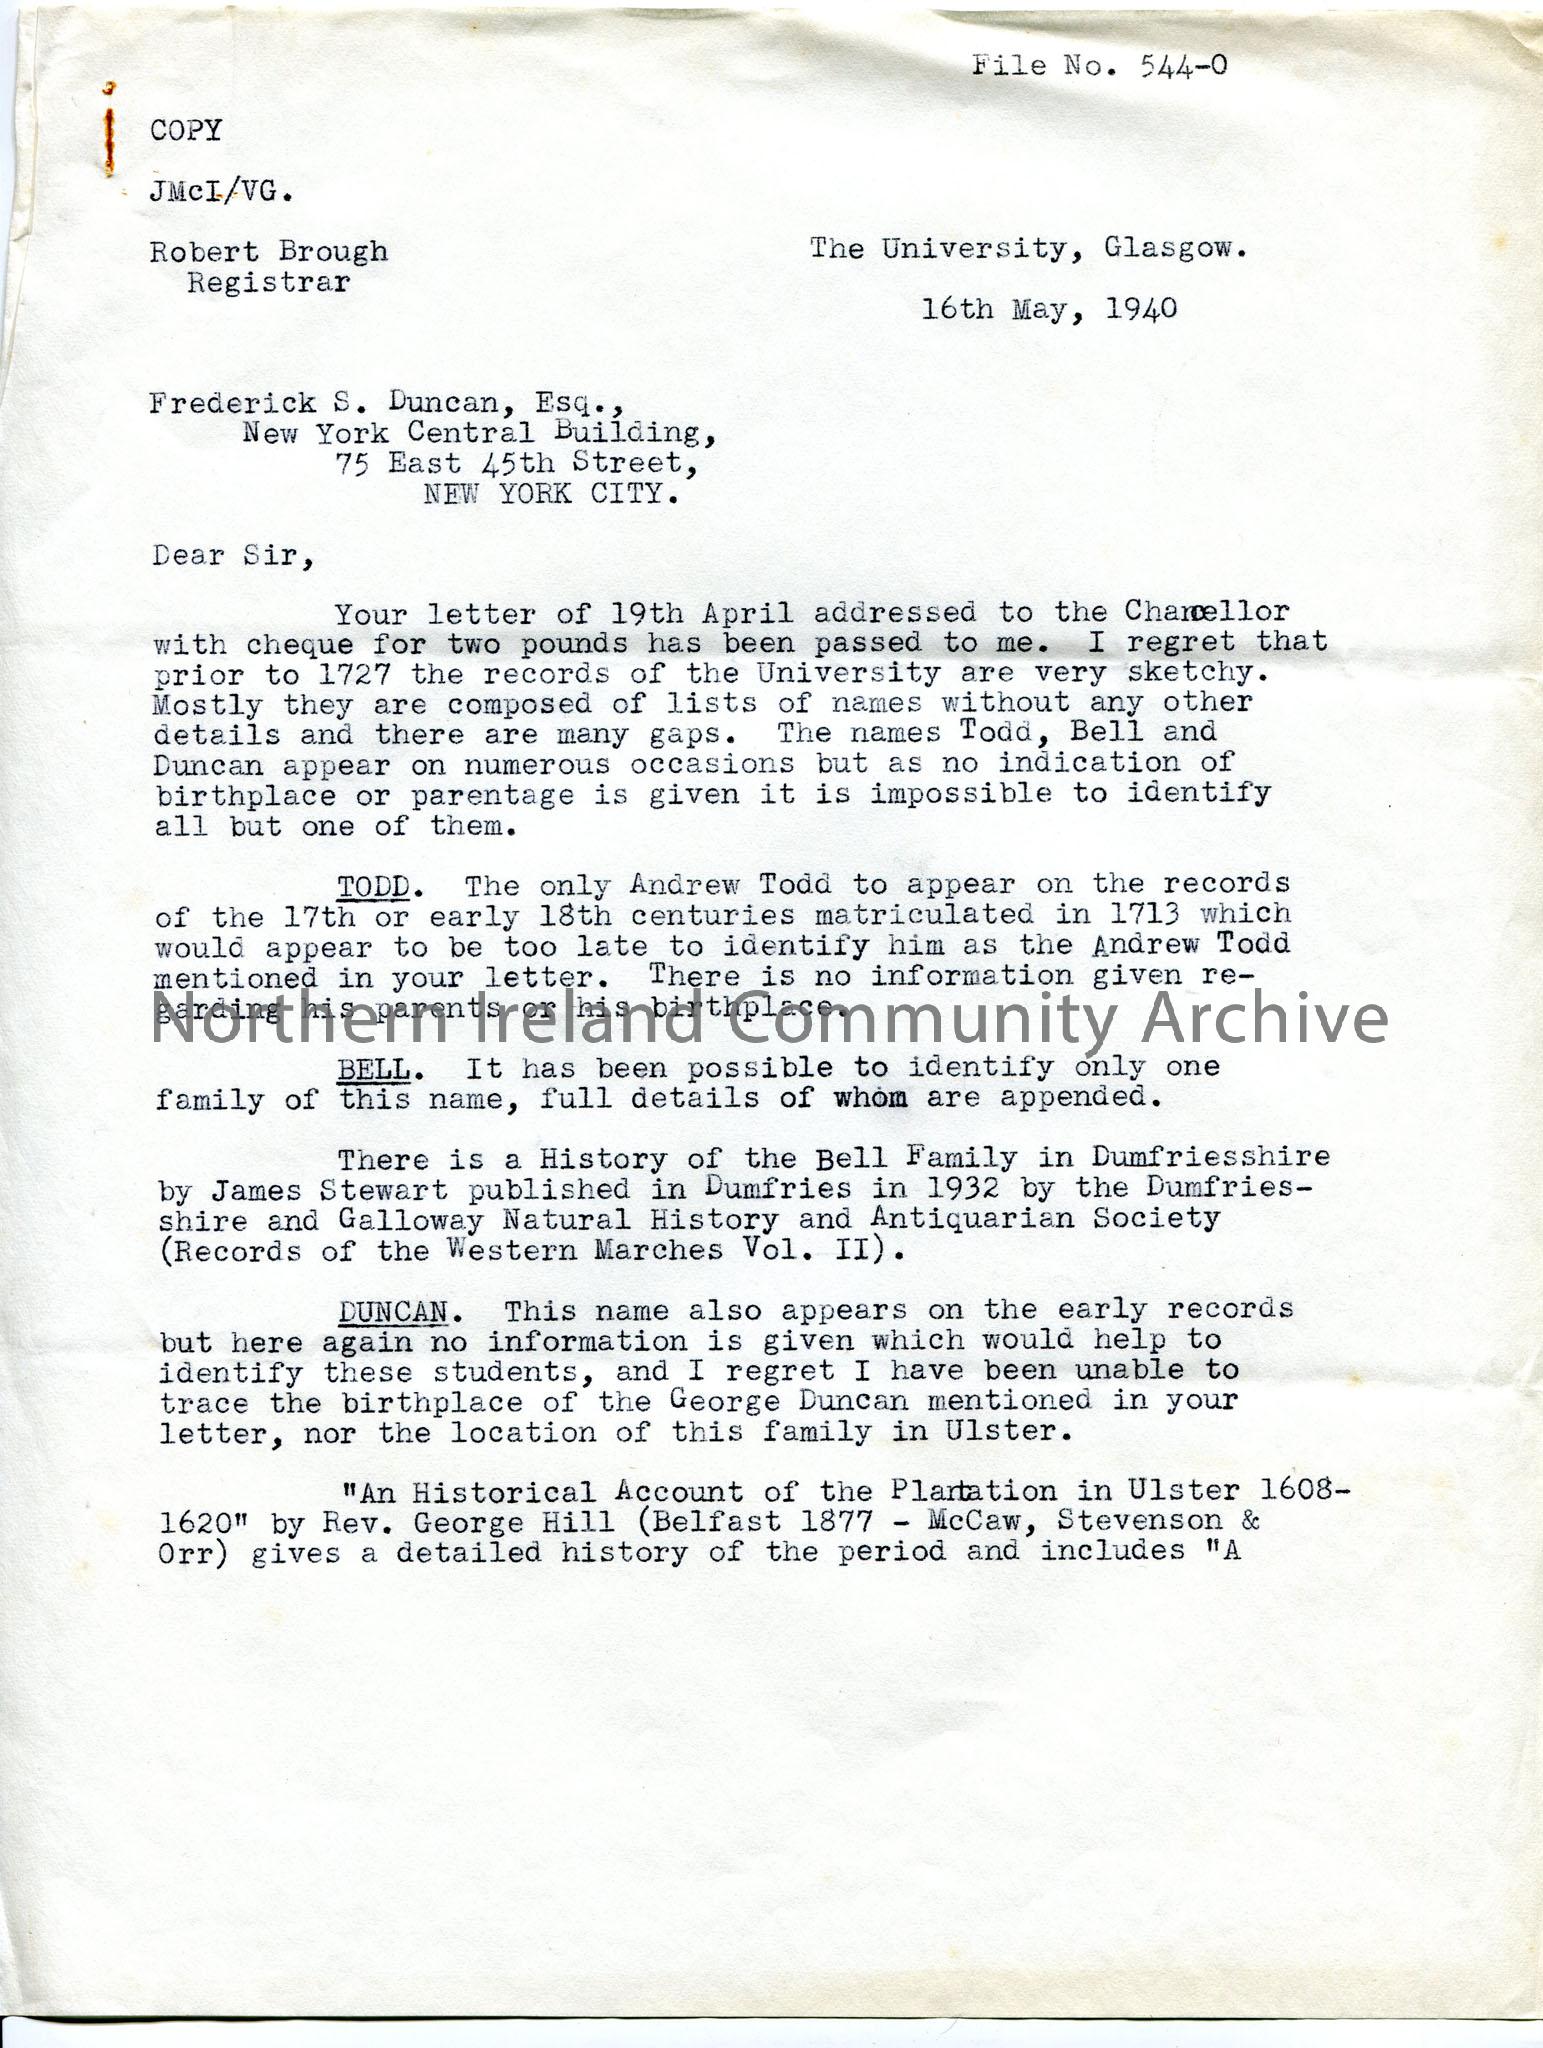 File No. 544-0
COPY
JMcI/VG.
Robert Brough
Registrar
The University, Glasgow.
16th May, 1940
Frederick S. Duncan, Esq.,
New York Central Building,
75 East 45th Street,
NEW YORK CITY.
Dear Sir,
Your letter of 19th April addressed to the Chancellor
with cheque for two pounds has been passed to me. I regret that
prior to 1727 the records of the University are very sketchy.
Mostly they are composed of lists of names without any other
details and there are many gaps. The names Todd, Bell and
Duncan appear on numerous occasions but as no indication of
birthplace or parentage is given it is impossible to identify
all but one of them.
TODD. The only Andrew Todd to appear on the records
of the 17th or early 18th centuries matriculated in 1713 which
would appear to be too late to identify him as the Andrew Todd
mentioned in your letter. There is no information given re-
garding his parents or his birthplace.
Northern Ireland Community Archive
BELL. It has been possible to identify only one
family of this name, full details of whom are appended.
There is a History of the Bell Family in Dumfriesshire
by James Stewart published in Dumfries in 1932 by the Dumfries-
shire and Galloway Natural History and Antiquarian Society
(Records of the Western Marches Vol. II).
DUNCAN. This name also appears on the early records
but here again no information is given which would help to
identify these students, and I regret I have been unable to
trace the birthplace of the George Duncan mentioned in your
letter, nor the location of this family in Ulster.
"An Historical Account of the Plantation in Ulster 1608-
1620" by Rev. George Hill (Belfast 1877 - McCaw, Stevenson &
Orr) gives a detailed history of the period and includes "A